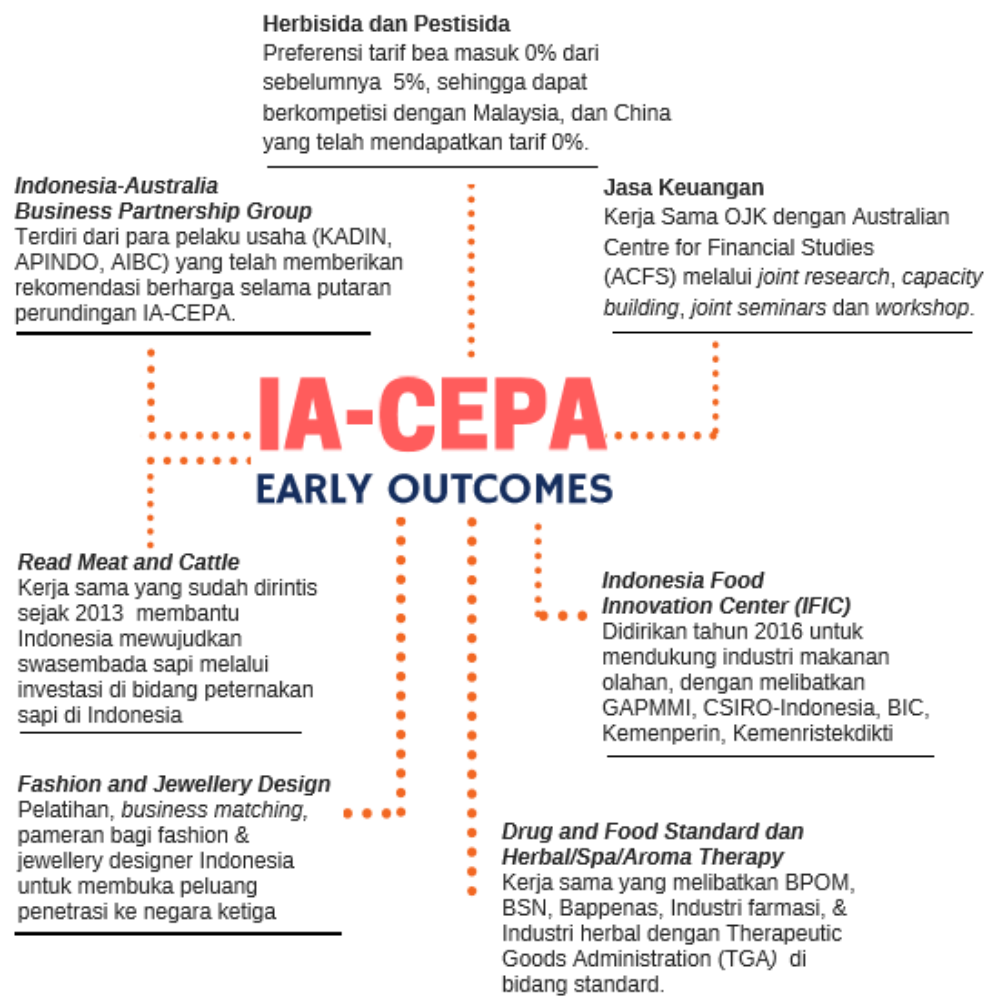 Herbisida dan Pestisida
Preferensi tarif bea masuk 0% dari
sebelumnya 5%, sehingga dapat
berkompetisi dengan Malaysia, dan China
yang telah mendapatkan tarif 0%.
Indonesia-Australia
Business Partnership Group
Terdiri dari para pelaku usaha (KADIN,
APINDO, AIBC) yang telah memberikan
rekomendasi berharga selama putaran
perundingan IA-CEPA.
Jasa Keuangan
Kerja Sama OJK dengan Australian
Centre for Financial Studies
(ACFS) melalui joint research, capacity
building, joint seminars dan workshop.
IA-CEPA
EARLY OUTCOMES
Read Meat and Cattle
Kerja sama yang sudah dirintis
sejak 2013 membantu
Indonesia mewujudkan
swasembada sapi melalui
investasi di bidang peternakan
sapi di Indonesia
Indonesia Food
Innovation Center (IFIC)
Didirikan tahun 2016 untuk
mendukung industri makanan
olahan, dengan melibatkan
GAPMMI, CSIRO-Indonesia, BIC,
Kemenperin, Kemenristekdikti
Fashion and Jewellery Design
Pelatihan, business matching,
pameran bagi fashion &
jewellery designer Indonesia
untuk membuka peluang
penetrasi ke negara ketiga
Drug and Food Standard dan
Herbal/Spa/Aroma Therapy
Kerja sama yang melibatkan BPOM,
BSN, Bappenas, Industri farmasi, &
Industri herbal dengan Therapeutic
Goods Administration (TGA) di
bidang standard.